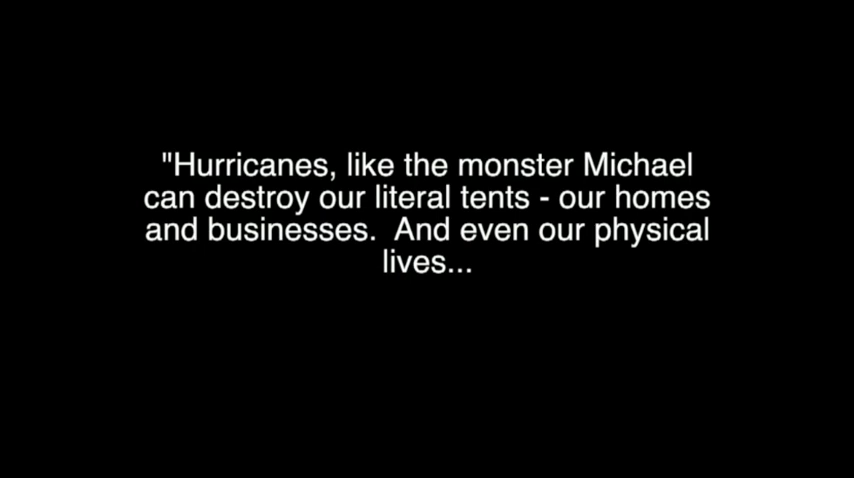 "Hurricanes, like the monster Michael
can destroy our literal tents - our homes
and businesses.  And even our physical
lives...